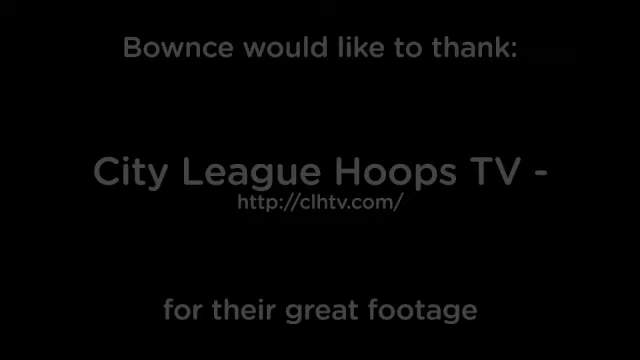 Bownce would like to thank:
City League Hoops TV -
http://clhtv.com/
for their great footage